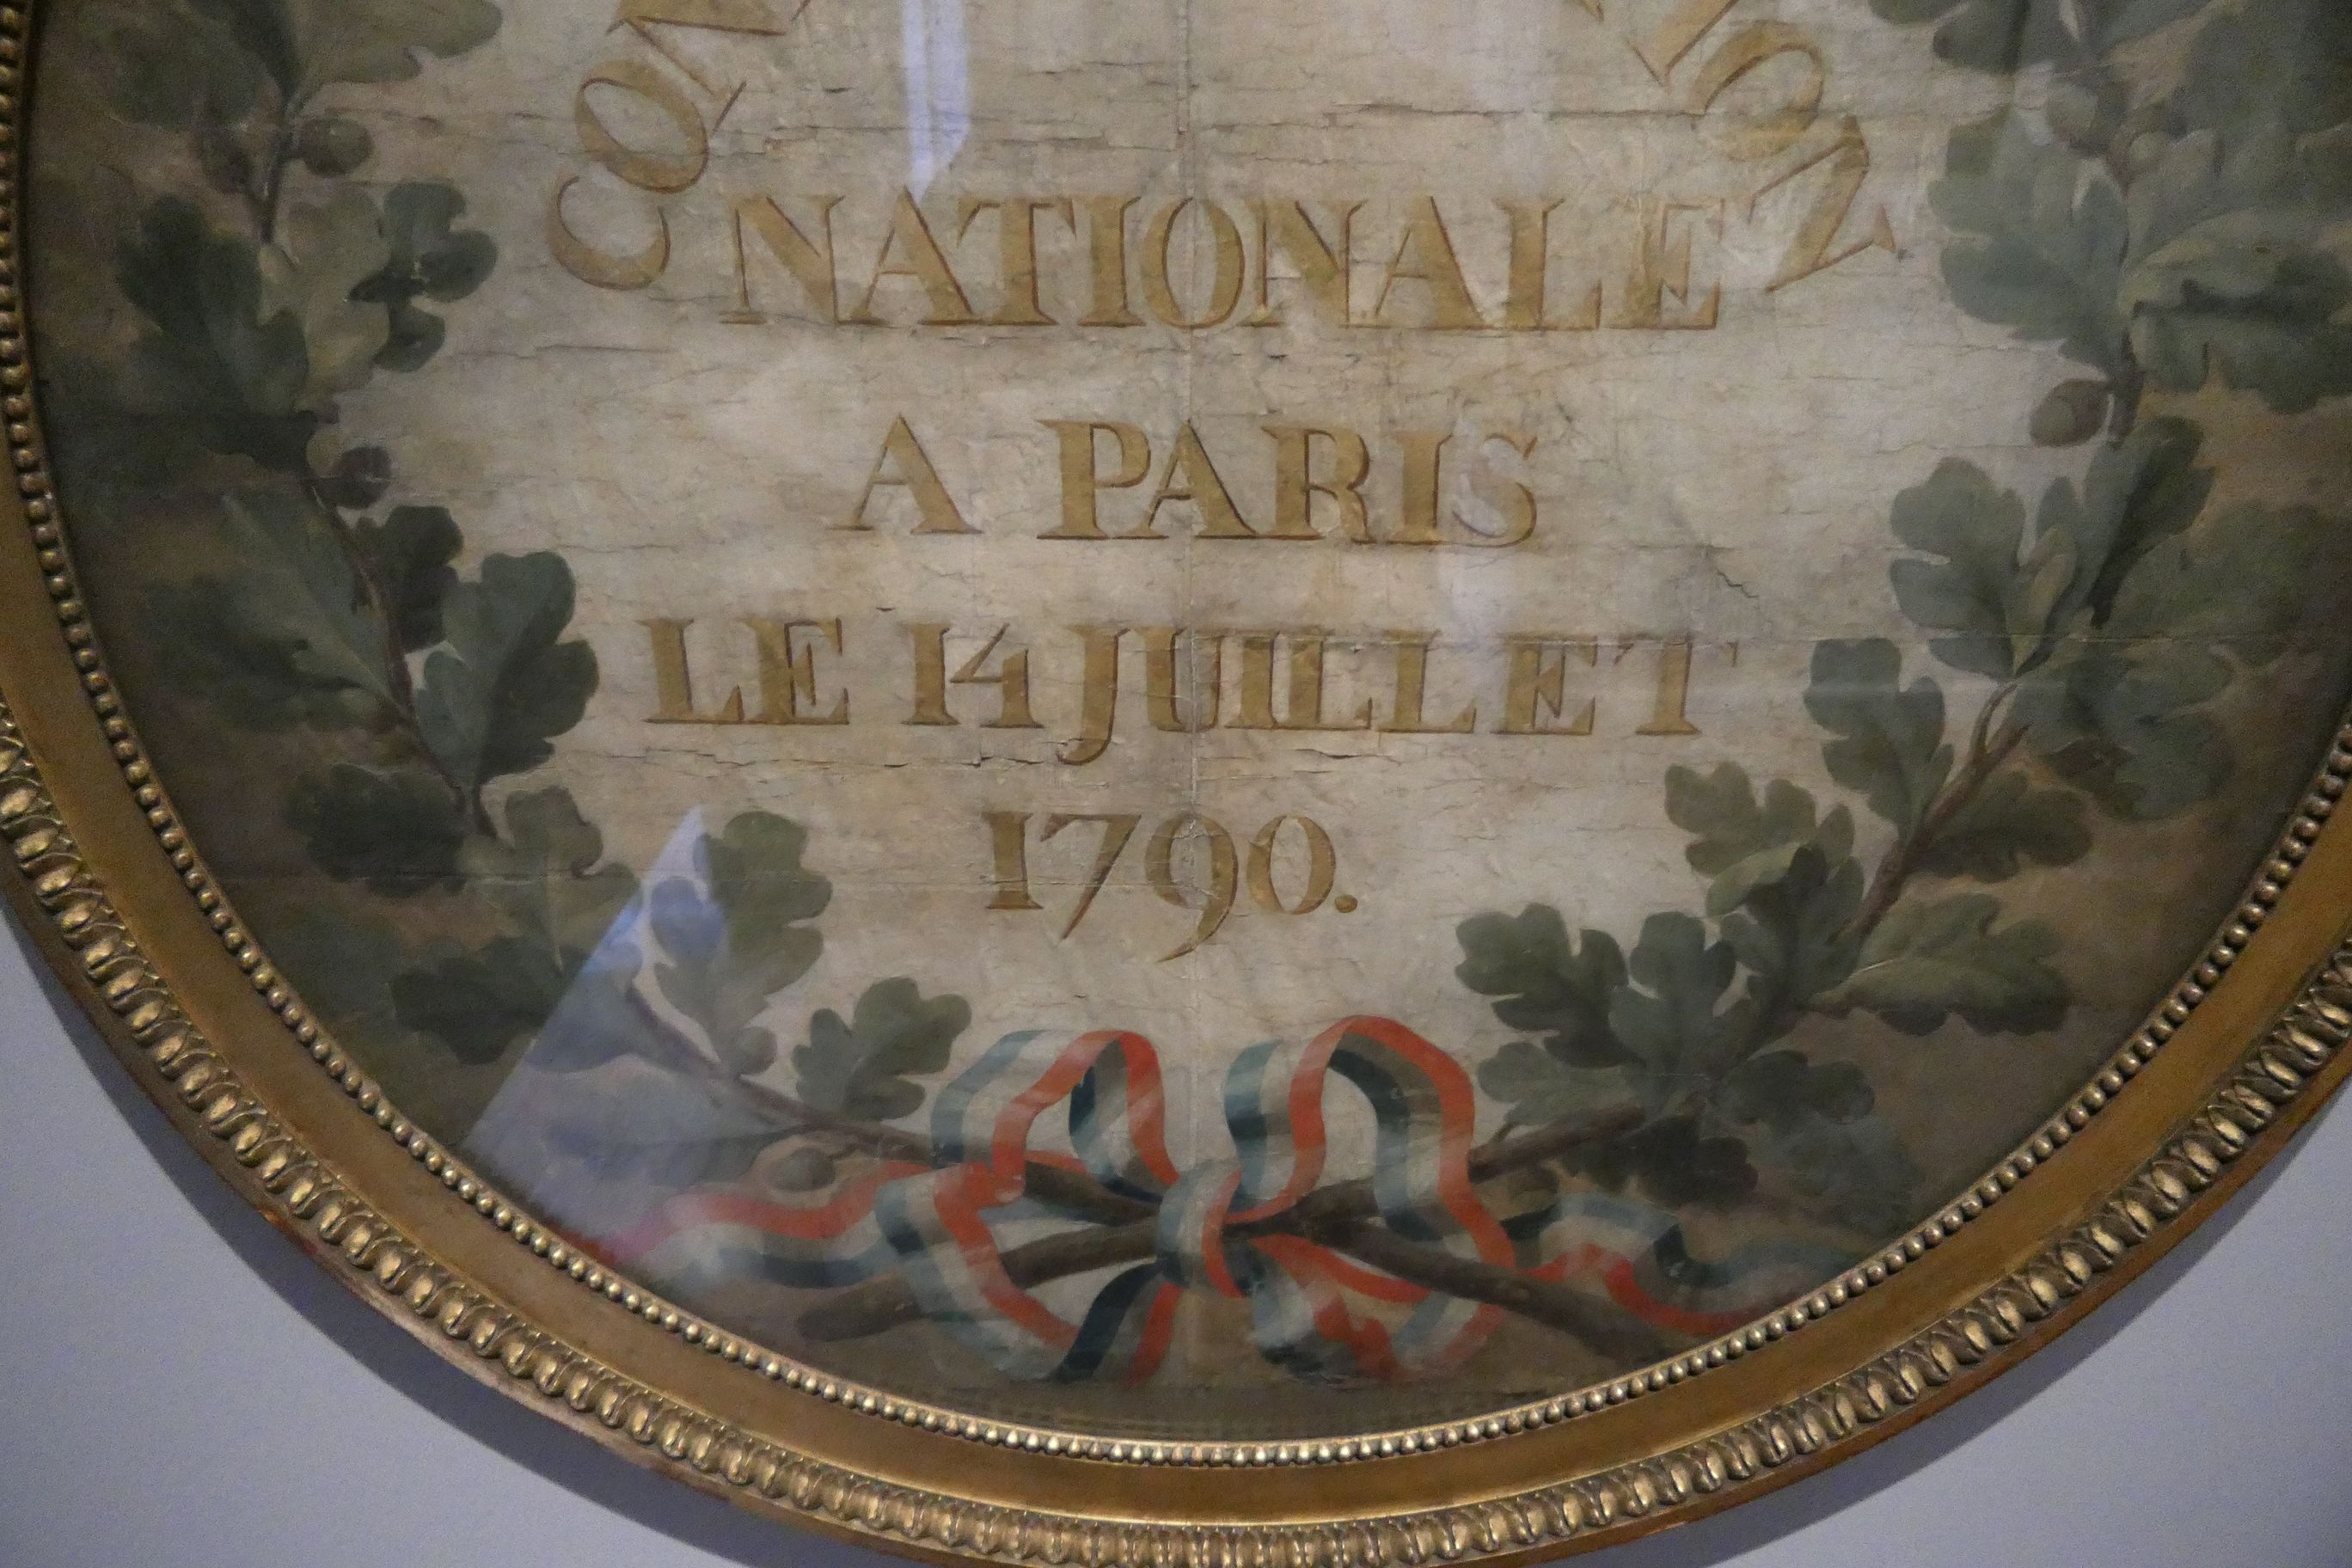 NATIONALE
A PARIS
LE 14 JUILLET
1790.